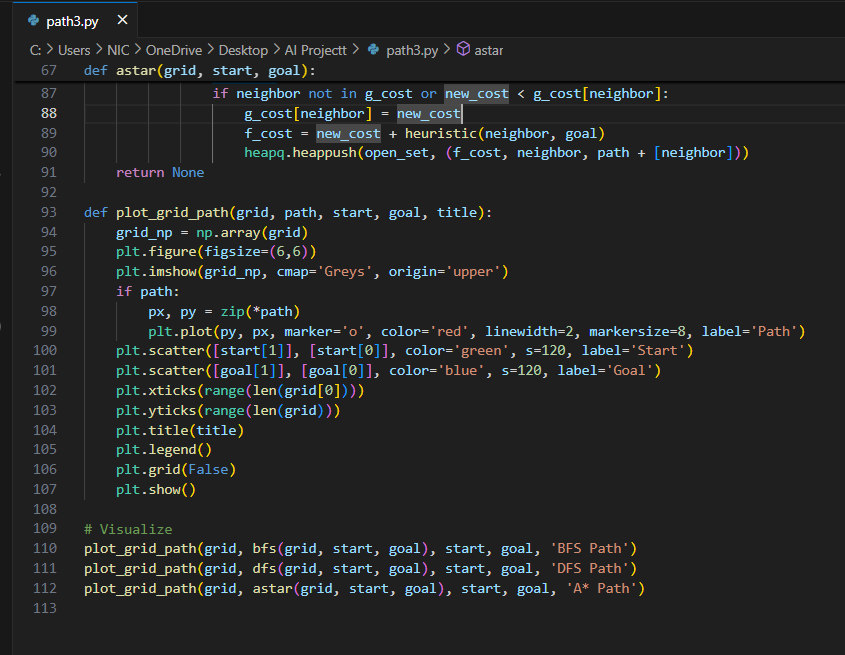 path3.py ×
C: > Users > NIC > OneDrive > Desktop > AI Projectt > path3.py > astar
67 def astar(grid, start, goal):
87 if neighbor not in g_cost or new_cost < g_cost[neighbor]:
88 g_cost[neighbor] = new_cost
89 f_cost = new_cost + heuristic(neighbor, goal)
90 heapq.heappush(open_set, (f_cost, neighbor, path + [neighbor]))
91 return None
92
93 def plot_grid_path(grid, path, start, goal, title):
94 grid_np = np.array(grid)
95 plt.figure(figsize=(6,6))
96 plt.imshow(grid_np, cmap='Greys', origin='upper')
97 if path:
98 px, py = zip(*path)
99 plt.plot(py, px, marker='o', color='red', linewidth=2, markersize=8, label='Path')
100 plt.scatter([start[1]], [start[0]], color='green', s=120, label='Start')
101 plt.scatter([goal[1]], [goal[0]], color='blue', s=120, label='Goal')
102 plt.xticks(range(len(grid[0])))
103 plt.yticks(range(len(grid)))
104 plt.title(title)
105 plt.legend()
106 plt.grid(False)
107 plt.show()
108
109 # Visualize
110 plot_grid_path(grid, bfs(grid, start, goal), start, goal, 'BFS Path')
111 plot_grid_path(grid, dfs(grid, start, goal), start, goal, 'DFS Path')
112 plot_grid_path(grid, astar(grid, start, goal), start, goal, 'A* Path')
113